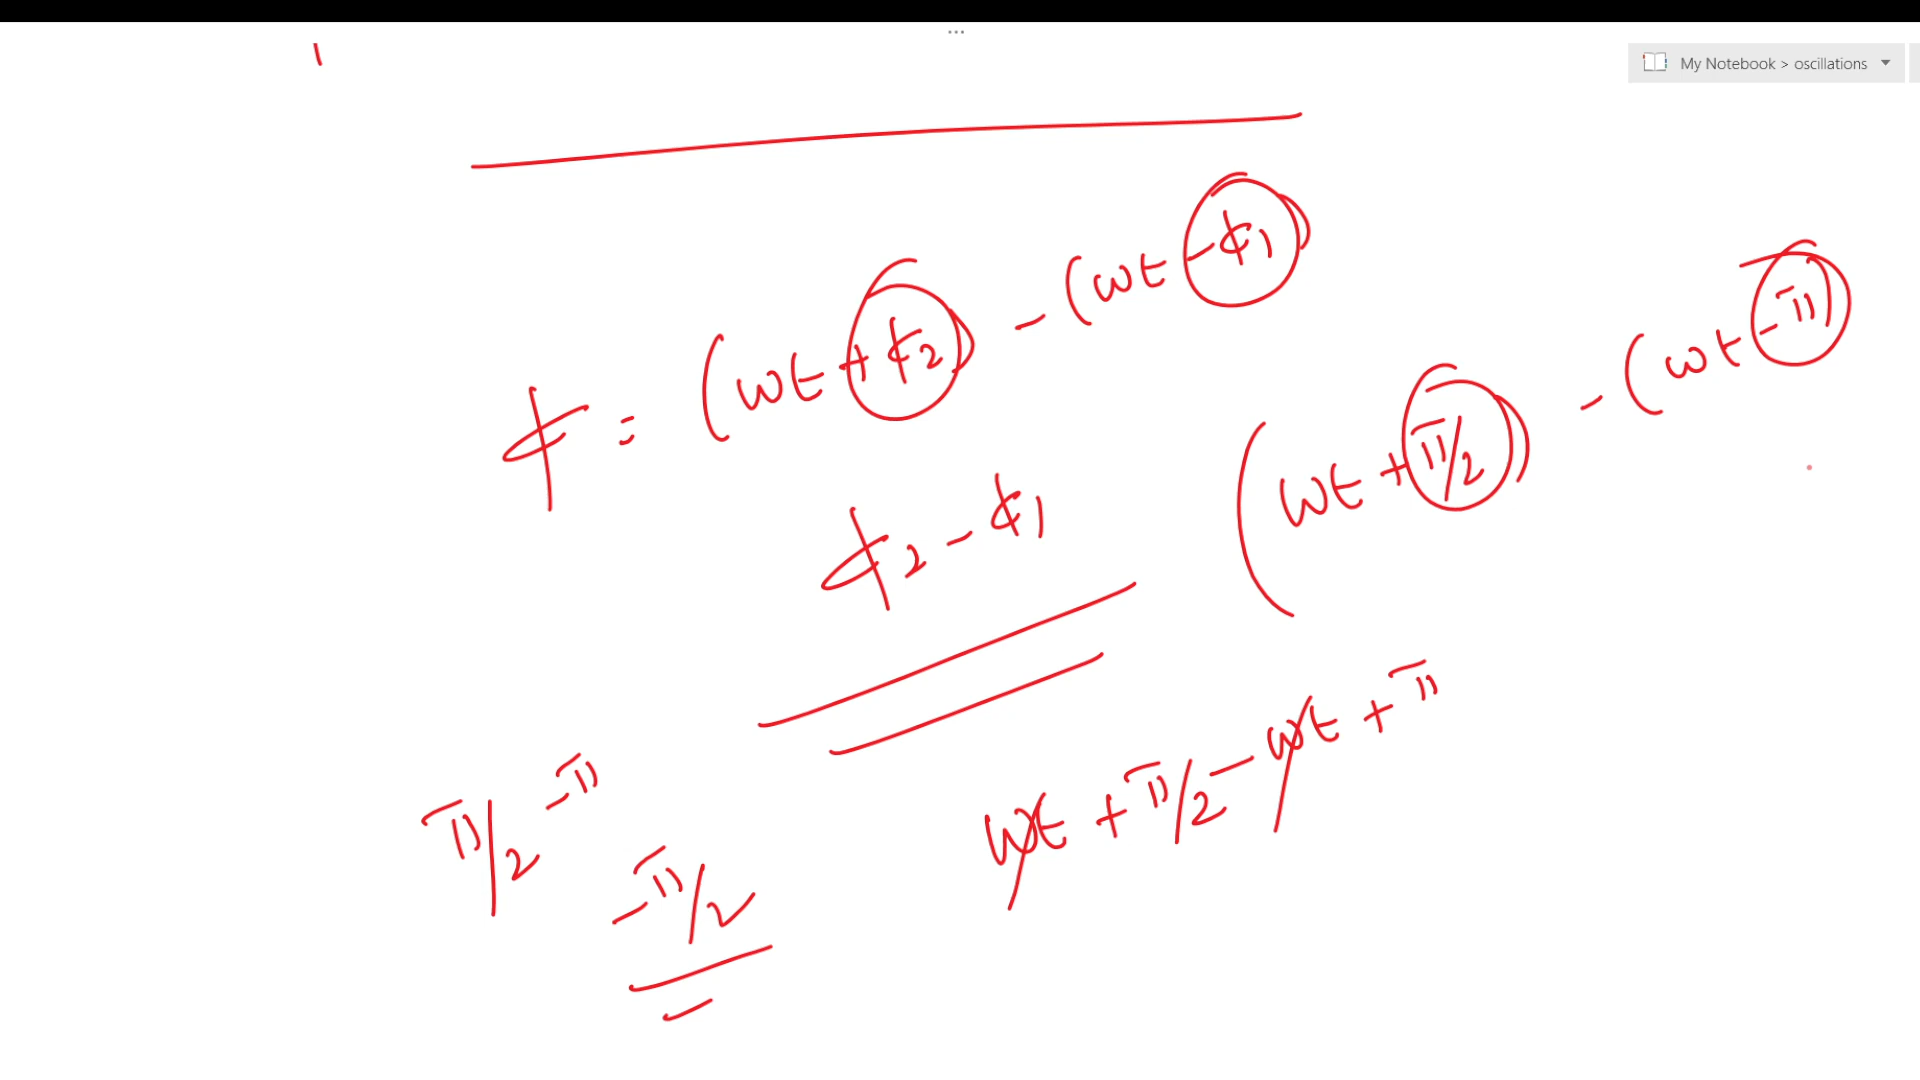 My Notebook > oscillations
ϕ = (ωt + ϕ2) - (ωt - ϕ1)
ϕ2 - ϕ1
(ωt + π/2) - (ωt - π)
ωt + π/2 - ωt + π
π/2 - π
-π/2